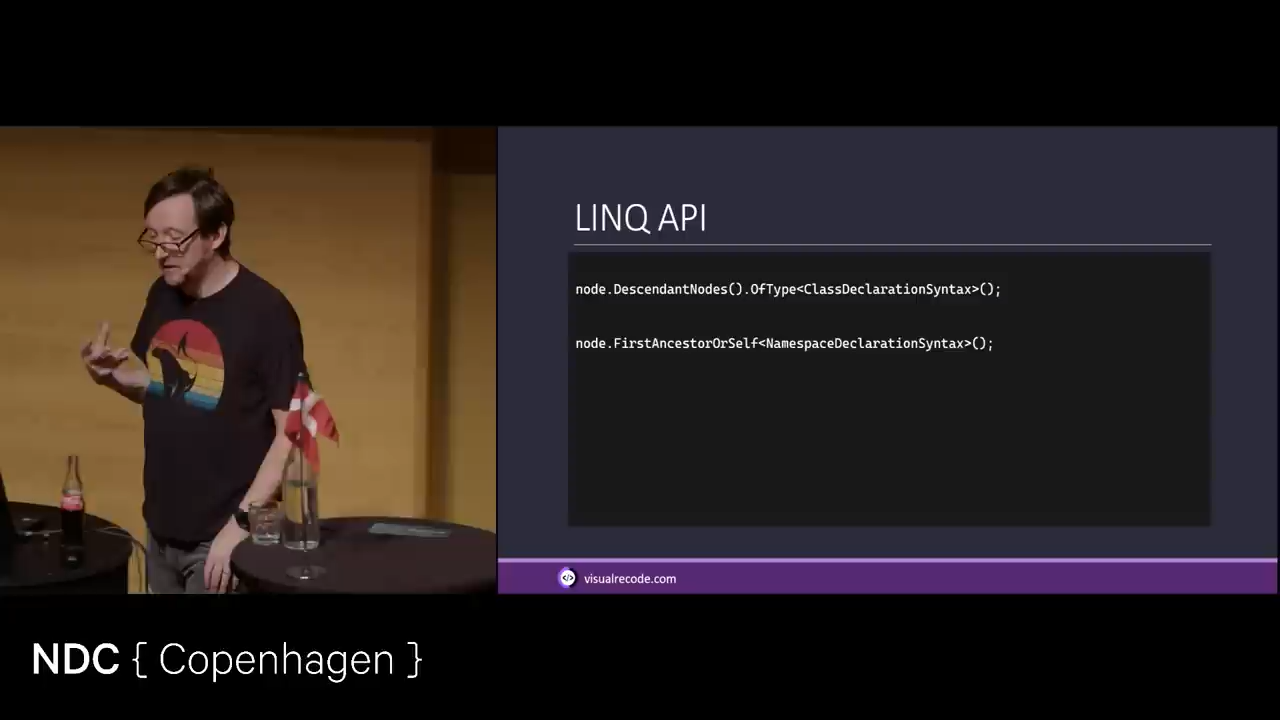 LINQ API
node.DescendantNodes().OfType<ClassDeclarationSyntax>();
node.FirstAncestorOrSelf<NamespaceDeclarationSyntax>();
</> visualrecode.com
NDC { Copenhagen }